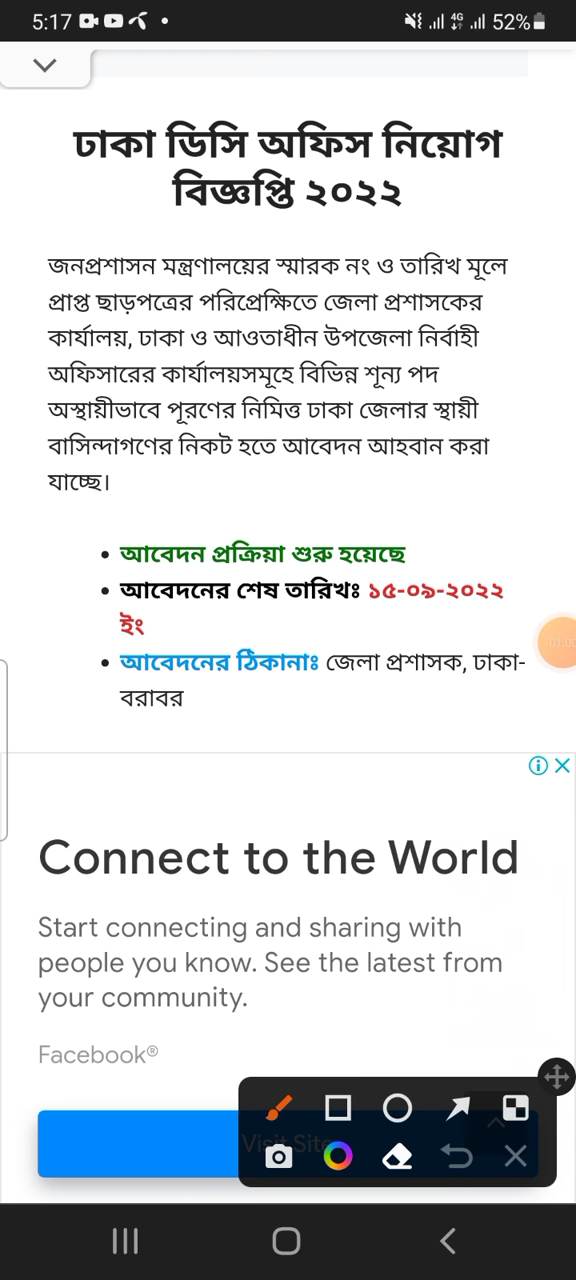 5:17
4G
52%
ঢাকা ডিসি অফিস নিয়োগ
বিজ্ঞপ্তি ২০২২
জনপ্রশাসন মন্ত্রণালয়ের স্মারক নং ও তারিখ মূলে
প্রাপ্ত ছাড়পত্রের পরিপ্রেক্ষিতে জেলা প্রশাসকের
কার্যালয়, ঢাকা ও আওতাধীন উপজেলা নির্বাহী
অফিসারের কার্যালয়সমূহে বিভিন্ন শূন্য পদ
অস্থায়ীভাবে পূরণের নিমিত্ত ঢাকা জেলার স্থায়ী
বাসিন্দাগণের নিকট হতে আবেদন আহবান করা
যাচ্ছে।
• আবেদন প্রক্রিয়া শুরু হয়েছে
• আবেদনের শেষ তারিখঃ ১৫-০৯-২০২২
ইং
• আবেদনের ঠিকানাঃ জেলা প্রশাসক, ঢাকা-
বরাবর
Connect to the World
Start connecting and sharing with
people you know. See the latest from
your community.
Facebook®
Visit Site